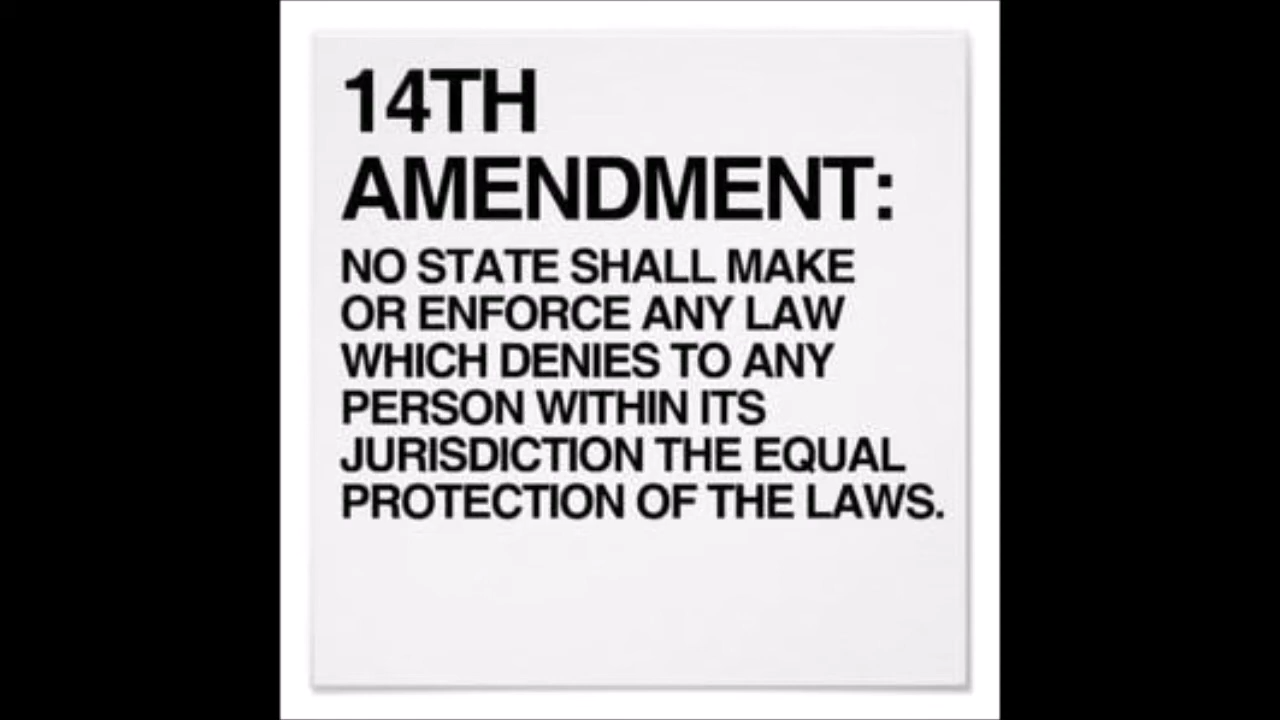 14TH
AMENDMENT:
NO STATE SHALL MAKE
OR ENFORCE ANY LAW
WHICH DENIES TO ANY
PERSON WITHIN ITS
JURISDICTION THE EQUAL
PROTECTION OF THE LAWS.